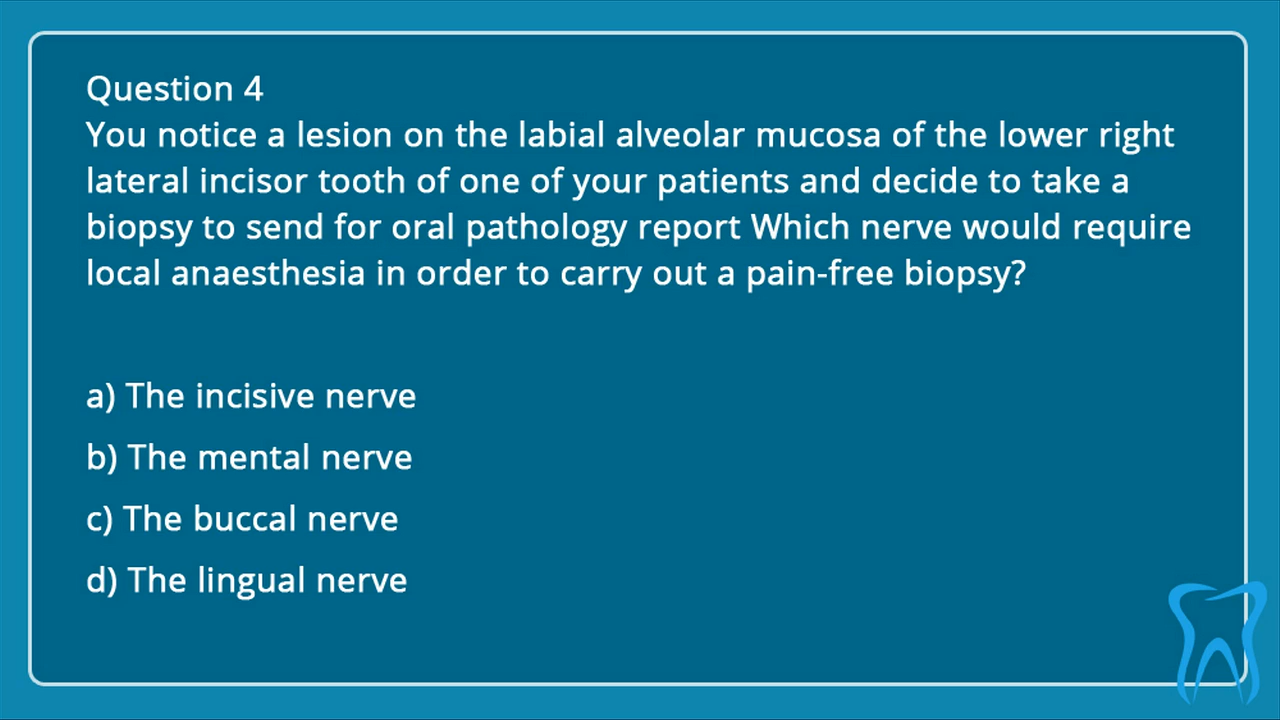 Question 4
You notice a lesion on the labial alveolar mucosa of the lower right
lateral incisor tooth of one of your patients and decide to take a
biopsy to send for oral pathology report Which nerve would require
local anaesthesia in order to carry out a pain-free biopsy?
a) The incisive nerve
b) The mental nerve
c) The buccal nerve
d) The lingual nerve